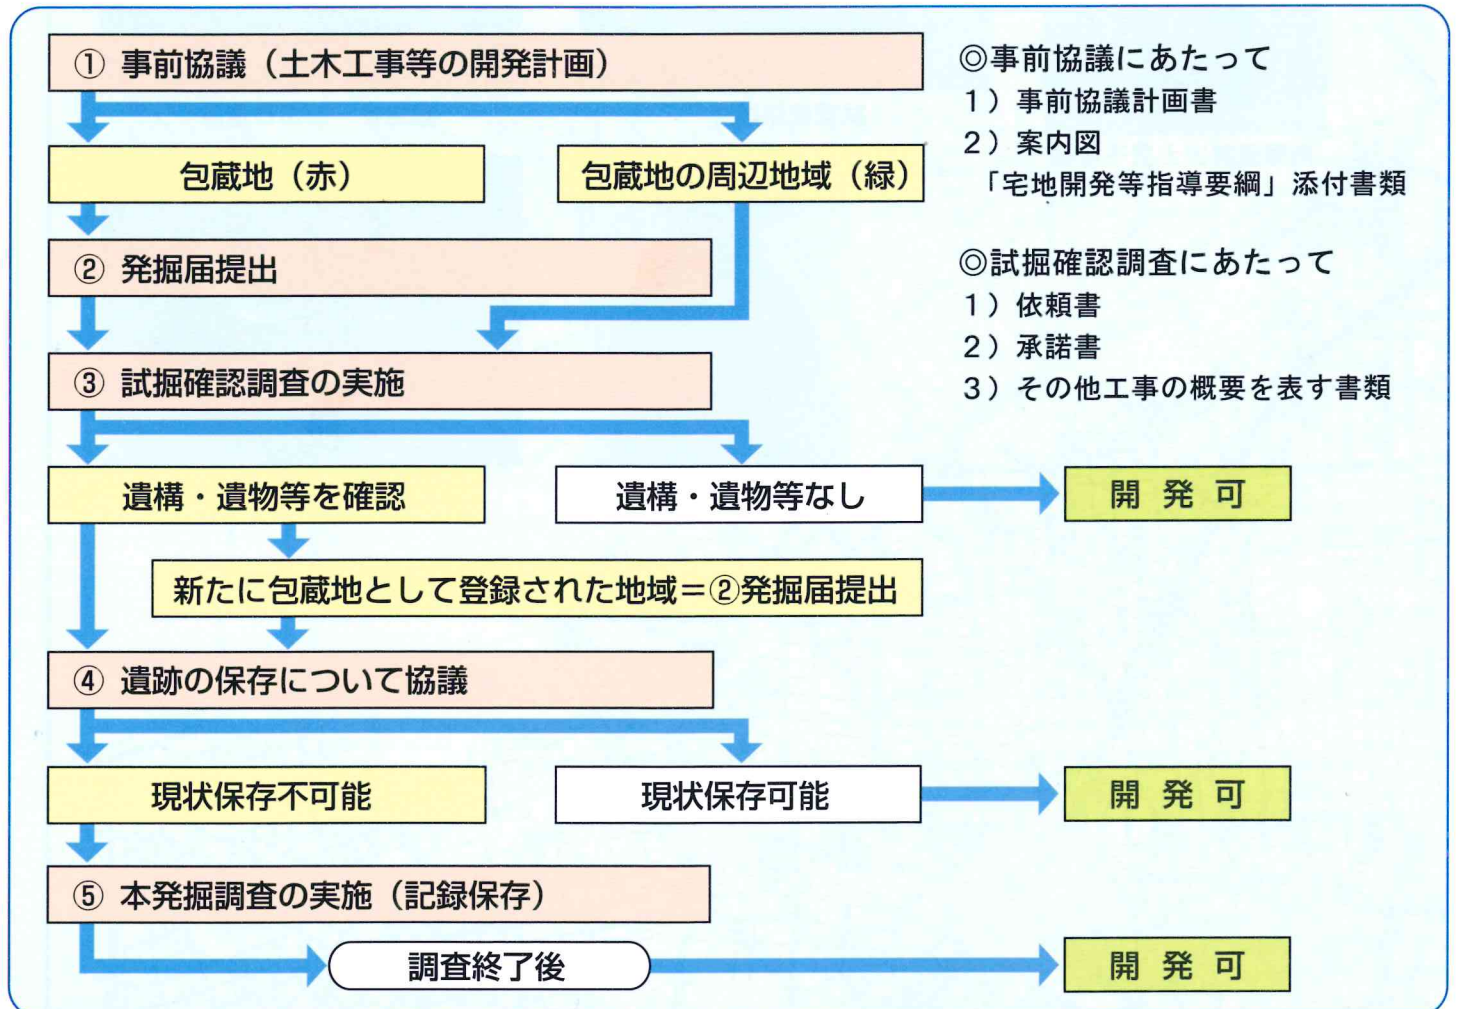 ① 事前協議（土木工事等の開発計画）
包蔵地（赤）
包蔵地の周辺地域（緑）
② 発掘届提出
③ 試掘確認調査の実施
遺構・遺物等を確認
遺構・遺物等なし
開 発 可
新たに包蔵地として登録された地域＝②発掘届提出
④ 遺跡の保存について協議
現状保存不可能
現状保存可能
開 発 可
⑤ 本発掘調査の実施（記録保存）
調査終了後
開 発 可
◎事前協議にあたって
１）事前協議計画書
２）案内図
「宅地開発等指導要綱」添付書類
◎試掘確認調査にあたって
１）依頼書
２）承諾書
３）その他工事の概要を表す書類